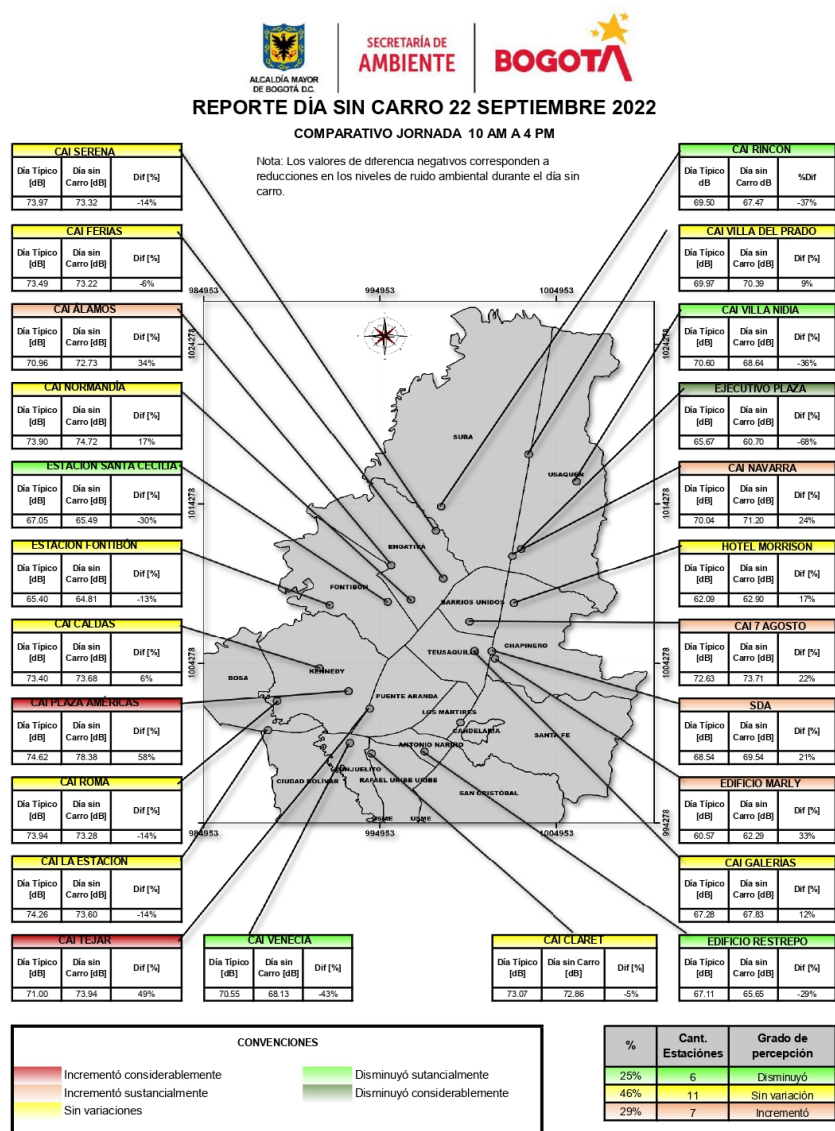 ALCALDÍA MAYOR
DE BOGOTÁ D.C.
SECRETARÍA DE
AMBIENTE
BOGOTÁ
REPORTE DÍA SIN CARRO 22 SEPTIEMBRE 2022
COMPARATIVO JORNADA 10 AM A 4 PM
Nota: Los valores de diferencia negativos corresponden a
reducciones en los niveles de ruido ambiental durante el día sin
carro.
CAI SERENA
Día Típico [dB] Día sin Carro [dB] Dif [%]
73.97 73.32 -14%
CAI FERIAS
Día Típico [dB] Día sin Carro [dB] Dif [%]
73.49 73.22 -6%
CAI ÁLAMOS
Día Típico [dB] Día sin Carro [dB] Dif [%]
70.96 72.73 34%
CAI NORMANDÍA
Día Típico [dB] Día sin Carro [dB] Dif [%]
73.90 74.72 17%
ESTACION SANTA CECILIA
Día Típico [dB] Día sin Carro [dB] Dif [%]
67.05 65.49 -30%
ESTACION FONTIBÓN
Día Típico [dB] Día sin Carro [dB] Dif [%]
65.40 64.81 -13%
CAI CALDAS
Día Típico [dB] Día sin Carro [dB] Dif [%]
73.40 73.68 6%
CAI PLAZA AMÉRICAS
Día Típico [dB] Día sin Carro [dB] Dif [%]
74.62 78.38 58%
CAI ROMA
Día Típico [dB] Día sin Carro [dB] Dif [%]
73.94 73.28 -14%
CAI LA ESTACION
Día Típico [dB] Día sin Carro [dB] Dif [%]
74.26 73.60 -14%
CAI TEJAR
Día Típico [dB] Día sin Carro [dB] Dif [%]
71.00 73.94 49%
CAI VENECIA
Día Típico [dB] Día sin Carro [dB] Dif [%]
70.55 68.13 -43%
984953 994953 1004953
1024278 1024278
1014278 1014278
1004278 1004278
994278
984953 994953 1004953
SUBA
USAQUÉN
ENGATIVÁ
FONTIBÓN
BARRIOS UNIDOS
TEUSAQUILLO
CHAPINERO
BOSA
KENNEDY
PUENTE ARANDA
LOS MÁRTIRES
CANDELARIA
SANTA FE
ANTONIO NARIÑO
TUNJUELITO
CIUDAD BOLÍVAR
RAFAEL URIBE URIBE
SAN CRISTÓBAL
USME USME
CAI RINCON
Día Típico dB Día sin Carro dB %Dif
69.50 67.47 -37%
CAI VILLA DEL PRADO
Día Típico [dB] Día sin Carro [dB] Dif [%]
69.97 70.39 9%
CAI VILLA NIDIA
Día Típico [dB] Día sin Carro [dB] Dif [%]
70.60 68.64 -36%
EJECUTIVO PLAZA
Día Típico [dB] Día sin Carro [dB] Dif [%]
65.67 60.70 -68%
CAI NAVARRA
Día Típico [dB] Día sin Carro [dB] Dif [%]
70.04 71.20 24%
HOTEL MORRISON
Día Típico [dB] Día sin Carro [dB] Dif [%]
62.09 62.90 17%
CAI 7 AGOSTO
Día Típico [dB] Día sin Carro [dB] Dif [%]
72.63 73.71 22%
SDA
Día Típico [dB] Día sin Carro [dB] Dif [%]
68.54 69.54 21%
EDIFICIO MARLY
Día Típico [dB] Día sin Carro [dB] Dif [%]
60.57 62.29 33%
CAI GALERÍAS
Día Típico [dB] Día sin Carro [dB] Dif [%]
67.28 67.83 12%
CAI CLARET
Día Típico [dB] Día sin Carro [dB] Dif [%]
73.07 72.86 -5%
EDIFICIO RESTREPO
Día Típico [dB] Día sin Carro [dB] Dif [%]
67.11 65.65 -29%
CONVENCIONES
Incrementó considerablemente
Incrementó sustancialmente
Sin variaciones
Disminuyó sutancialmente
Disminuyó considerablemente
% Cant. Estaciónes Grado de percepción
25% 6 Disminuyó
46% 11 Sin variación
29% 7 Incrementó